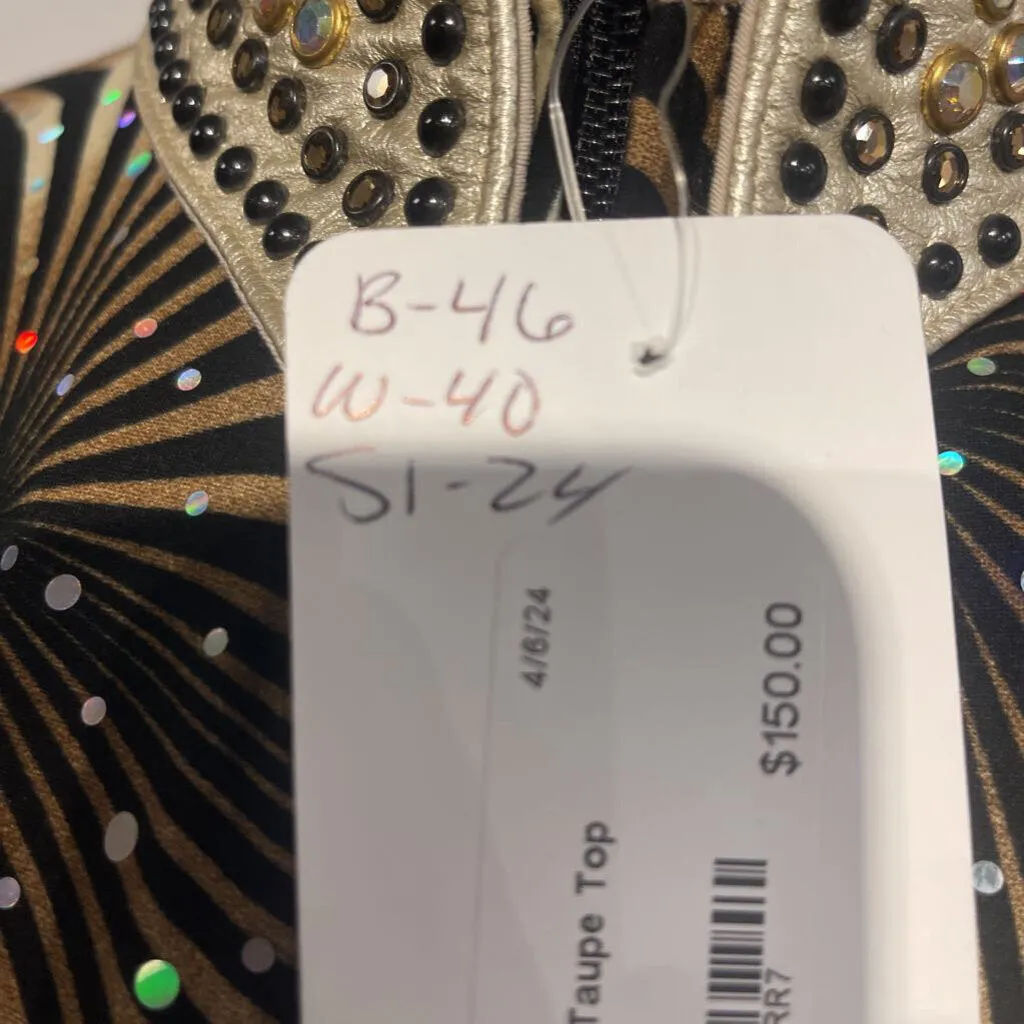 B-46
W-40
Sl-24
4/6/24
$150.00
Taupe Top
RR7